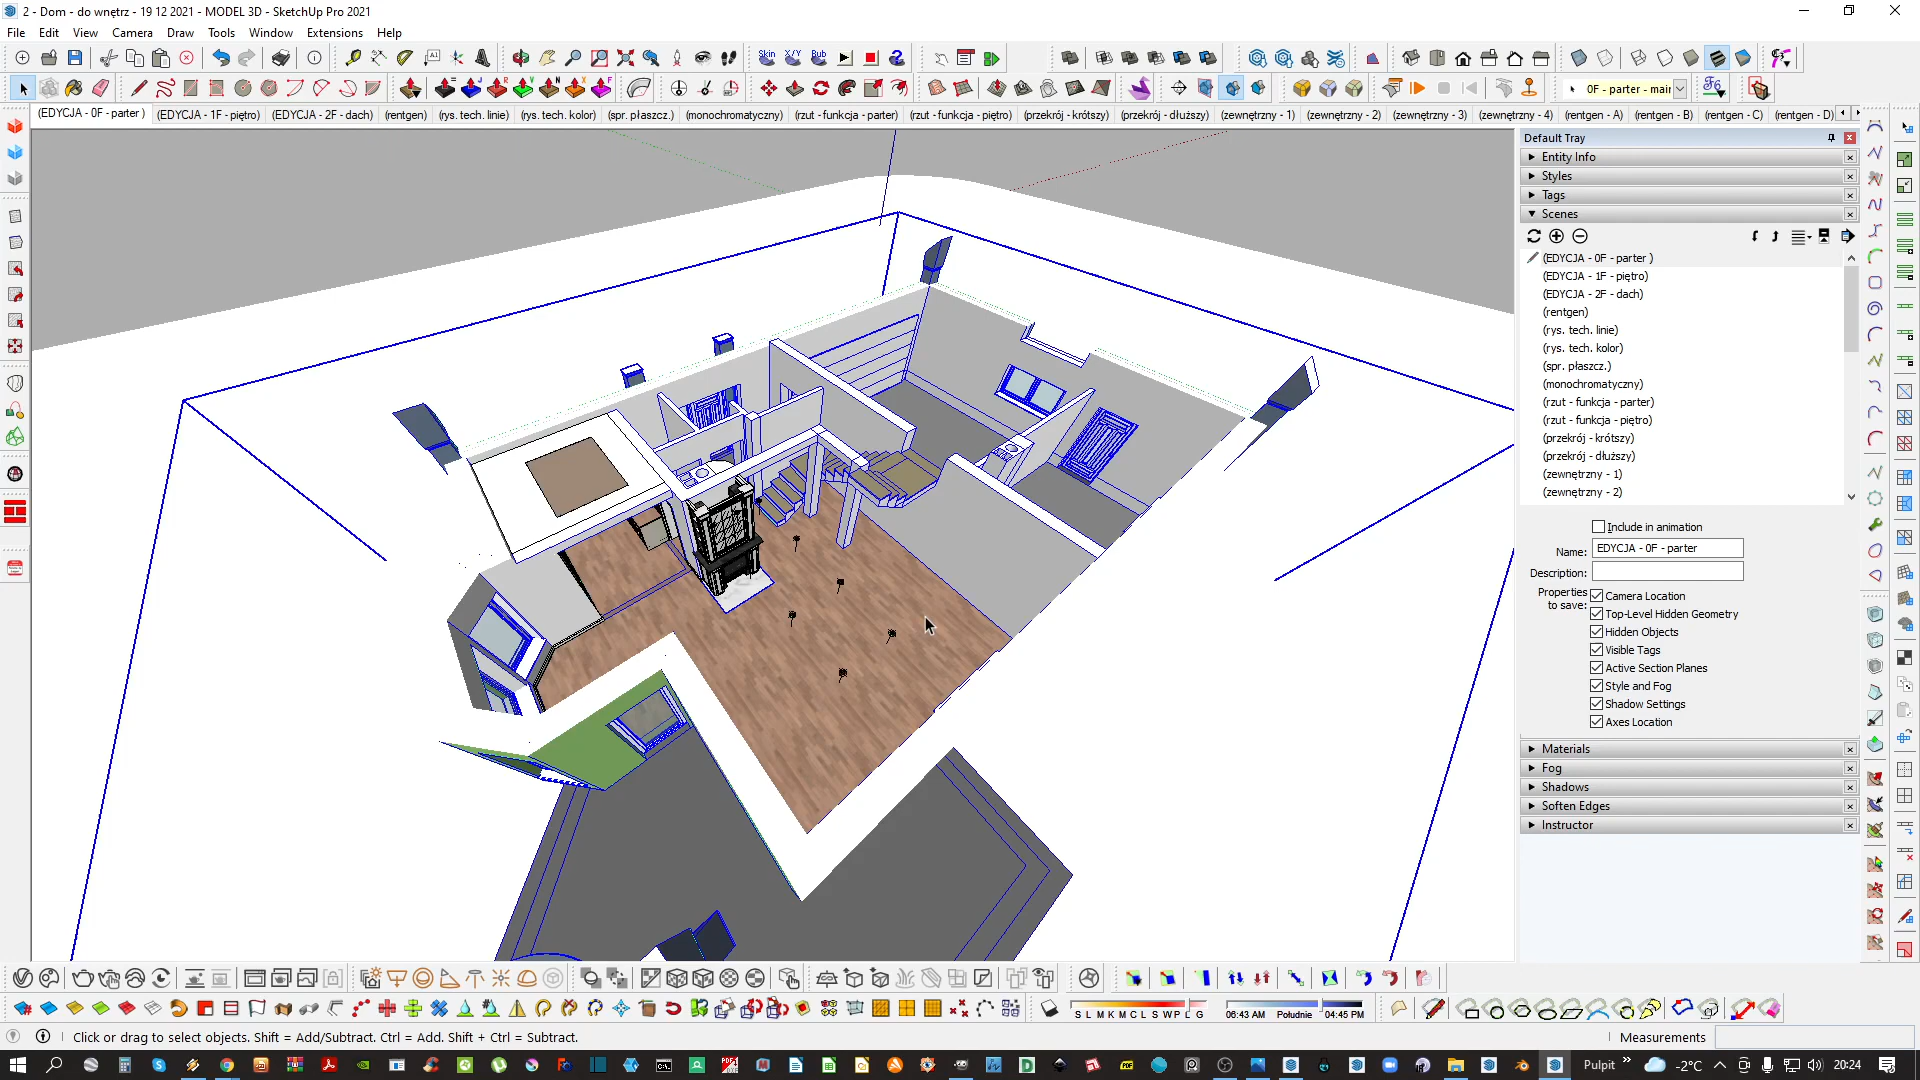 2 - Dom - do wnętrz - 19 12 2021 - MODEL 3D - SketchUp Pro 2021
File Edit View Camera Draw Tools Window Extensions Help
Skin X/Y Bub
0F - parter - mair
(EDYCJA - 0F - parter ) (EDYCJA - 1F - piętro) (EDYCJA - 2F - dach) (rentgen) (rys. tech. linie) (rys. tech. kolor) (spr. płaszcz.) (monochromatyczny) (rzut - funkcja - parter) (rzut - funkcja - piętro) (przekrój - krótszy) (przekrój - dłuższy) (zewnętrzny - 1) (zewnętrzny - 2) (zewnętrzny - 3) (zewnętrzny - 4) (rentgen - A) (rentgen - B) (rentgen - C) (rentgen - D)
Default Tray
Entity Info
Styles
Tags
Scenes
(EDYCJA - 0F - parter )
(EDYCJA - 1F - piętro)
(EDYCJA - 2F - dach)
(rentgen)
(rys. tech. linie)
(rys. tech. kolor)
(spr. płaszcz.)
(monochromatyczny)
(rzut - funkcja - parter)
(rzut - funkcja - piętro)
(przekrój - krótszy)
(przekrój - dłuższy)
(zewnętrzny - 1)
(zewnętrzny - 2)
Include in animation
Name: EDYCJA - 0F - parter
Description:
Properties to save:
Camera Location
Top-Level Hidden Geometry
Hidden Objects
Visible Tags
Active Section Planes
Style and Fog
Shadow Settings
Axes Location
Materials
Fog
Shadows
Soften Edges
Instructor
S L M K M C L S W P L G 06:43 AM Południe 04:45 PM
Click or drag to select objects. Shift = Add/Subtract. Ctrl = Add. Shift + Ctrl = Subtract.
Measurements
Pulpit -2°C 20:24